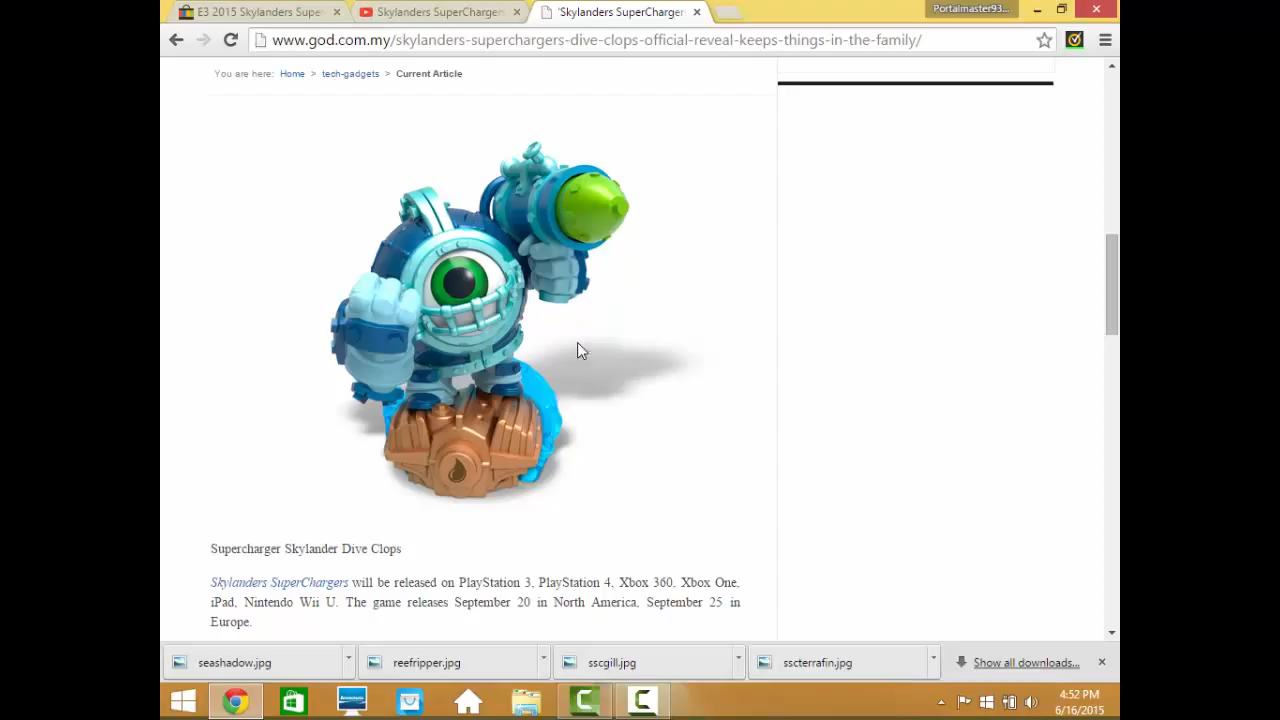 E3 2015 Skylanders Super
Skylanders SuperChargers
'Skylanders SuperCharger
Portalmaster93...
www.god.com.my/skylanders-superchargers-dive-clops-official-reveal-keeps-things-in-the-family/
You are here: Home > tech-gadgets > Current Article
Supercharger Skylander Dive Clops
Skylanders SuperChargers will be released on PlayStation 3, PlayStation 4, Xbox 360, Xbox One,
iPad, Nintendo Wii U. The game releases September 20 in North America, September 25 in
Europe.
seashadow.jpg
reefripper.jpg
sscgill.jpg
sscterrafin.jpg
Show all downloads...
4:52 PM
6/16/2015